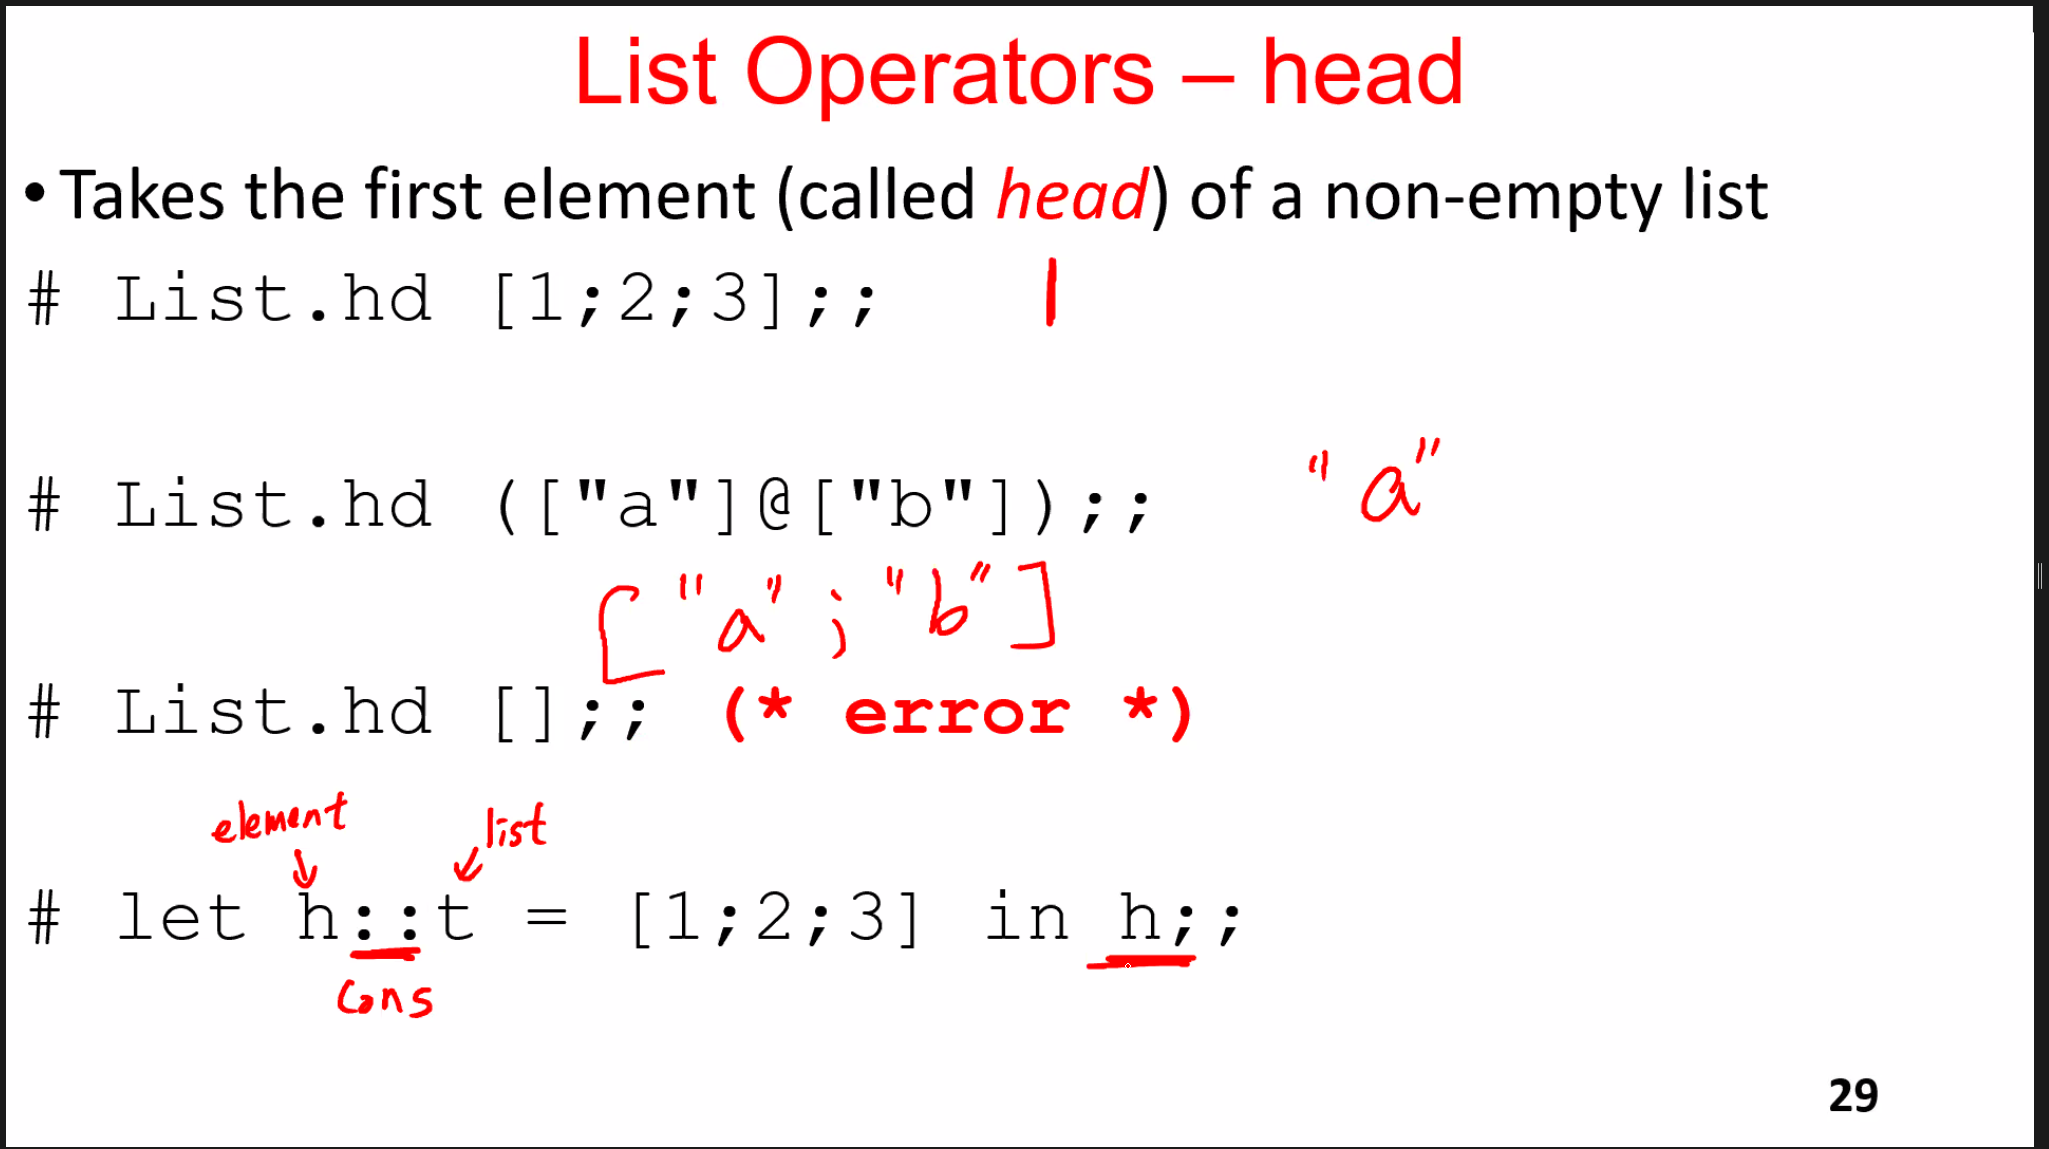 List Operators – head
• Takes the first element (called head) of a non-empty list
# List.hd [1;2;3];; 1
# List.hd (["a"]@["b"]);; "a"
["a";"b"]
# List.hd [];; (* error *)
element list
# let h::t = [1;2;3] in h;;
Cons
29